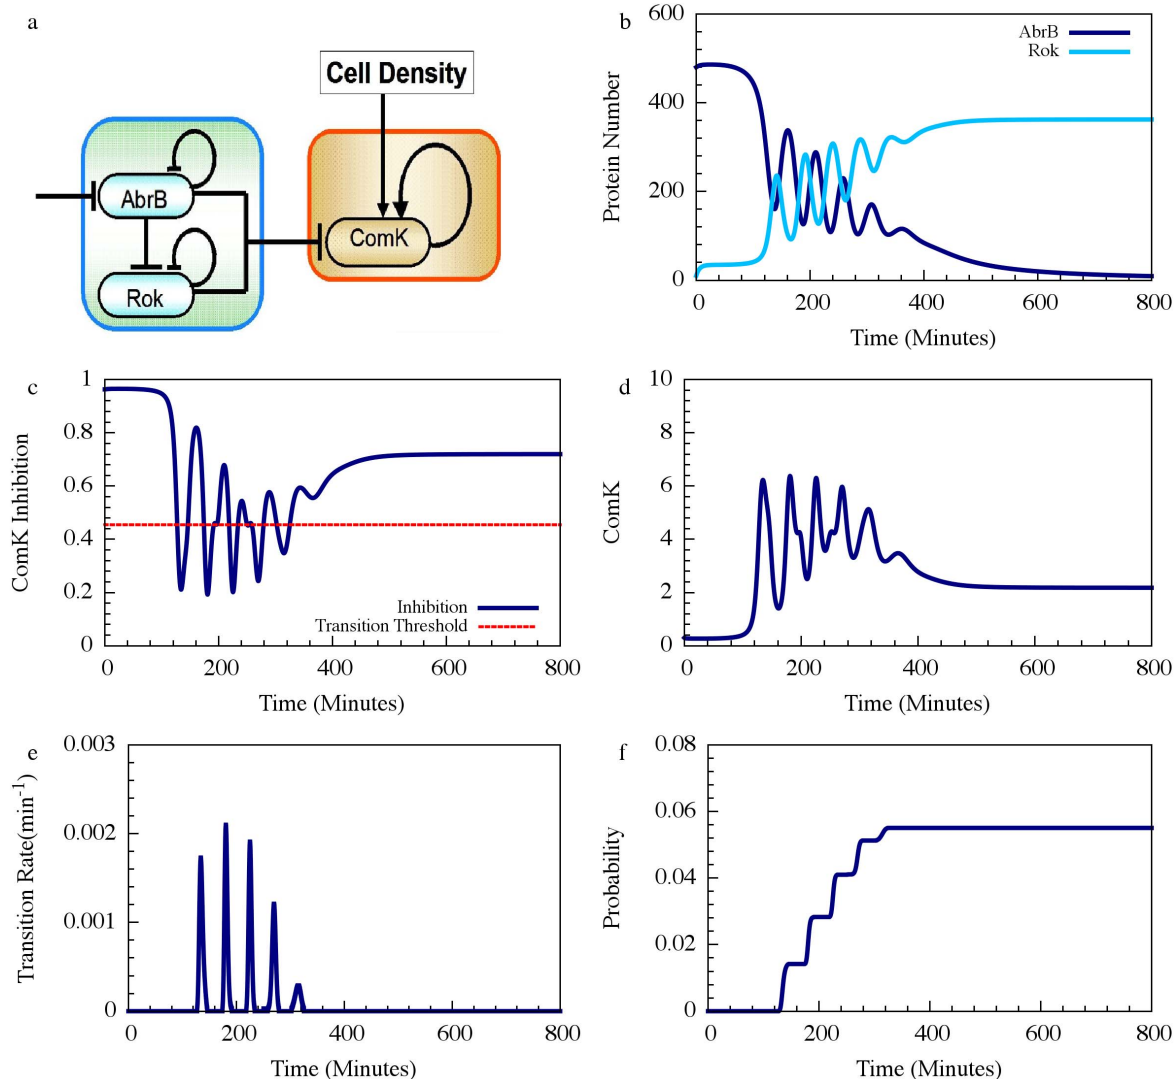 a
Cell Density
AbrB
Rok
ComK
b
600
400
200
0
Protein Number
AbrB
Rok
0
200
400
600
800
Time (Minutes)
c
1
0.8
0.6
0.4
0.2
0
ComK Inhibition
Inhibition
Transition Threshold
0
200
400
600
800
Time (Minutes)
d
10
8
6
4
2
0
ComK
0
200
400
600
800
Time (Minutes)
e
0.003
0.002
0.001
0
Transition Rate(min⁻¹)
0
200
400
600
800
Time (Minutes)
f
0.08
0.06
0.04
0.02
0
Probability
0
200
400
600
800
Time (Minutes)